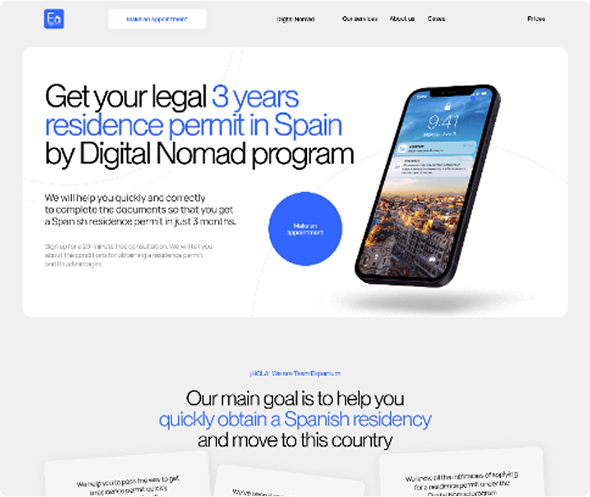 Make an appointment
Digital Nomad
Our services
About us
Cases
Prices
Get your legal 3 years
residence permit in Spain
by Digital Nomad program
We will help you quickly and correctly
to complete the documents so that you get
a Spanish residence permit in just 3 months.
Sign up for a 20-minute free consultation. We will tell you
about the conditions for obtaining a residence permit
and its advantages
Make an
appointment
9:41
¡HOLA! We are Team Espanium
Our main goal is to help you
quickly obtain a Spanish residency
and move to this country
We help you to pass the way to get
a residence permit quickly
We know all the intricacies of applying
for a residence permit under the
Digital Nomad program
We've been